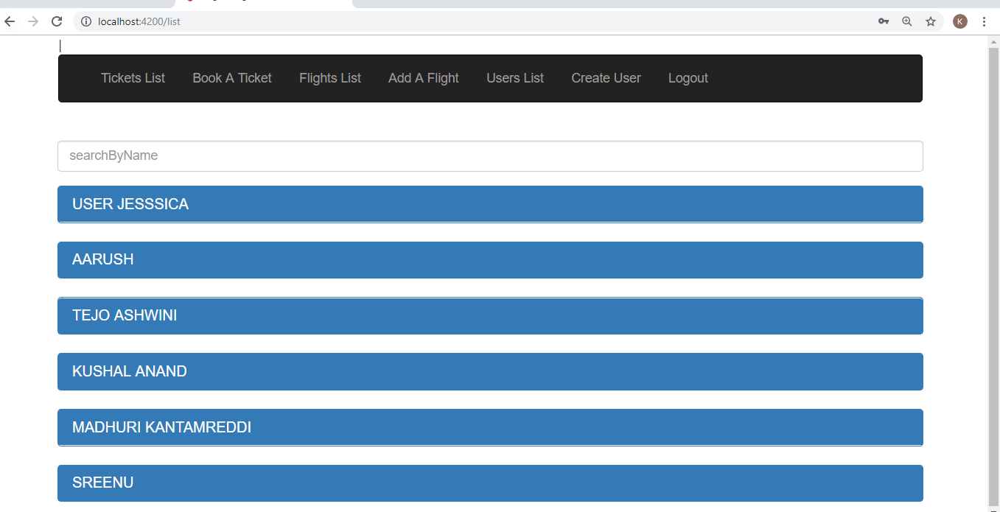 localhost:4200/list
K
Tickets List Book A Ticket Flights List Add A Flight Users List Create User Logout
searchByName
USER JESSSICA
AARUSH
TEJO ASHWINI
KUSHAL ANAND
MADHURI KANTAMREDDI
SREENU